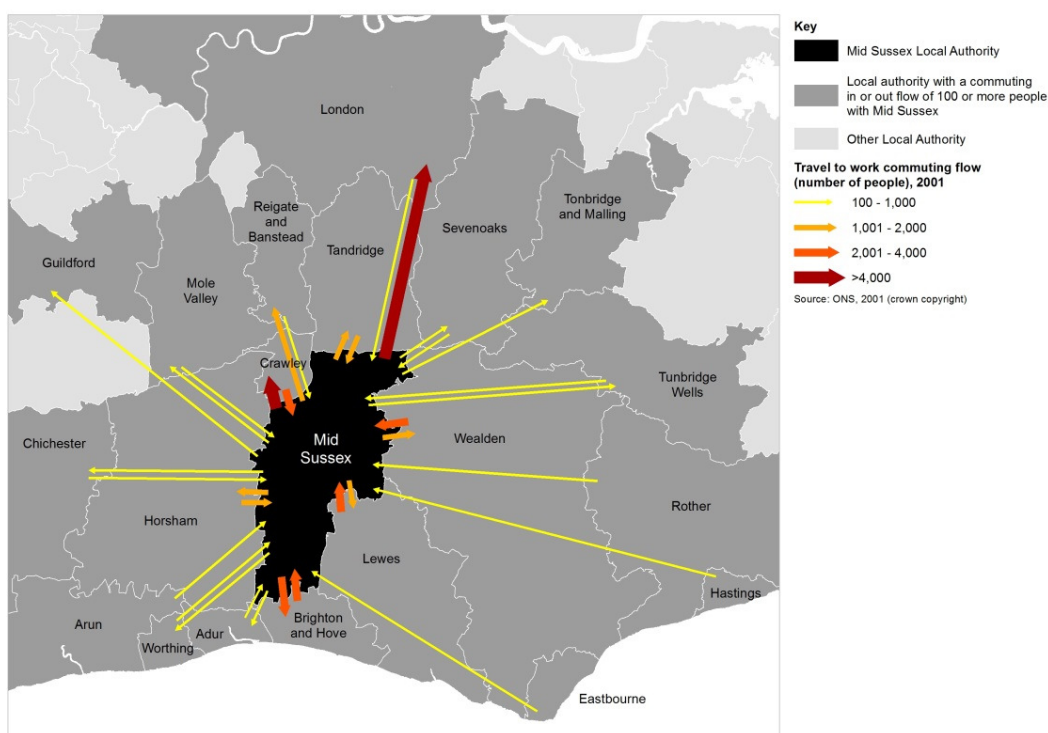 London
Reigate
and
Banstead
Tandridge
Sevenoaks
Tonbridge
and Malling
Guildford
Mole
Valley
Crawley
Tunbridge
Wells
Chichester
Mid
Sussex
Wealden
Horsham
Rother
Lewes
Hastings
Arun
Worthing
Adur
Brighton
and Hove
Eastbourne
Key
Mid Sussex Local Authority
Local authority with a commuting
in or out flow of 100 or more people
with Mid Sussex
Other Local Authority
Travel to work commuting flow
(number of people), 2001
100 - 1,000
1,001 - 2,000
2,001 - 4,000
>4,000
Source: ONS, 2001 (crown copyright)